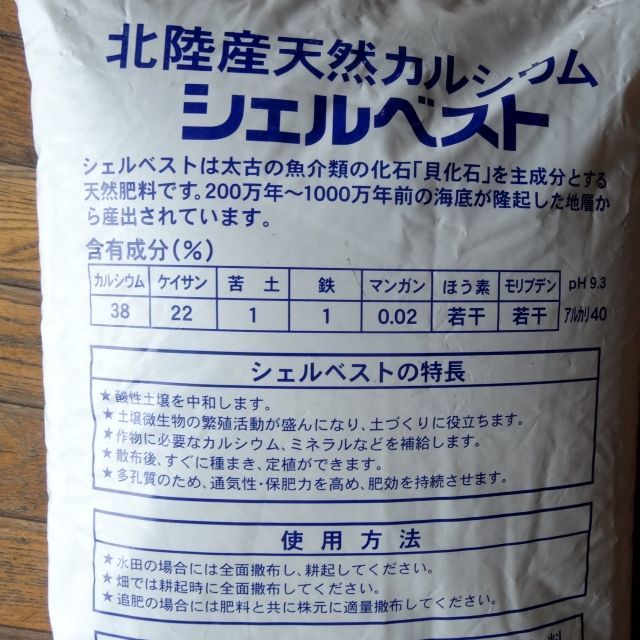 北陸産天然カルシウム
シェルベスト
シェルベストは太古の魚介類の化石「貝化石」を主成分とする
天然肥料です。200万年〜1000万年前の海底が隆起した地層か
ら産出されています。
含有成分(%)
カルシウム ケイサン 苦土 鉄 マンガン ほう素 モリブデン pH 9.3
38 22 1 1 0.02 若干 若干 アルカリ40
シェルベストの特長
★酸性土壌を中和します。
★土壌微生物の繁殖活動が盛んになり、土づくりに役立ちます。
★作物に必要なカルシウム、ミネラルなどを補給します。
★散布後、すぐに種まき、定植ができます。
★多孔質のため、通気性・保肥力を高め、肥効を持続させます。
使用方法
★水田の場合には全面撒布し、耕起してください。
★畑では耕起時に全面撒布してください。
★追肥の場合には肥料と共に株元に適量撒布してください。